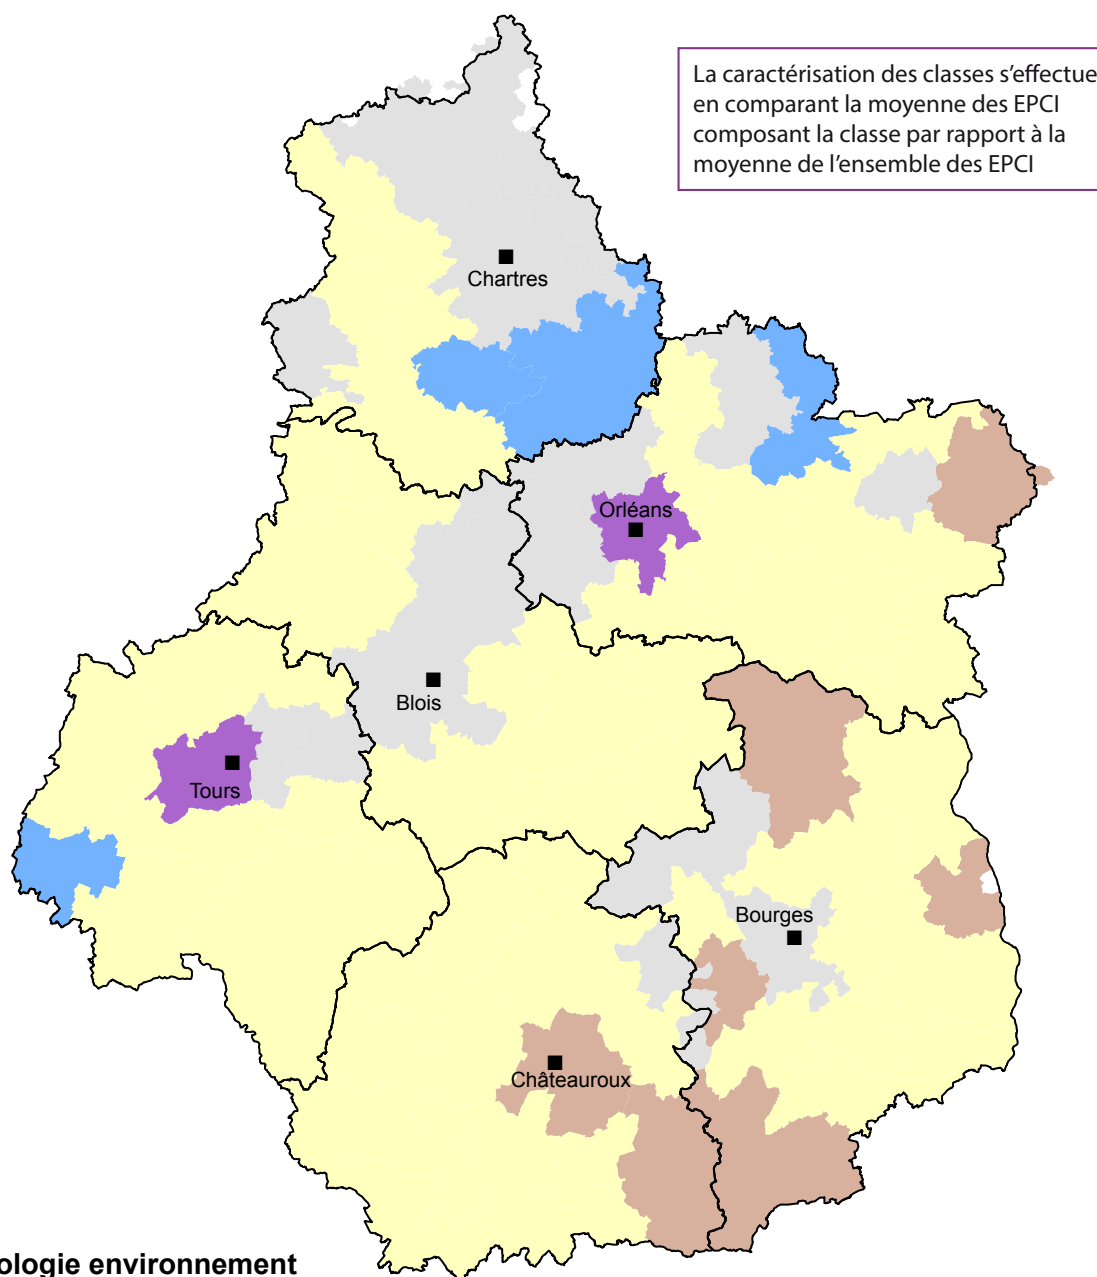 La caractérisation des classes s'effectue
en comparant la moyenne des EPCI
composant la classe par rapport à la
moyenne de l'ensemble des EPCI
Chartres
Orléans
Blois
Tours
Bourges
Châteauroux
ologie environnement